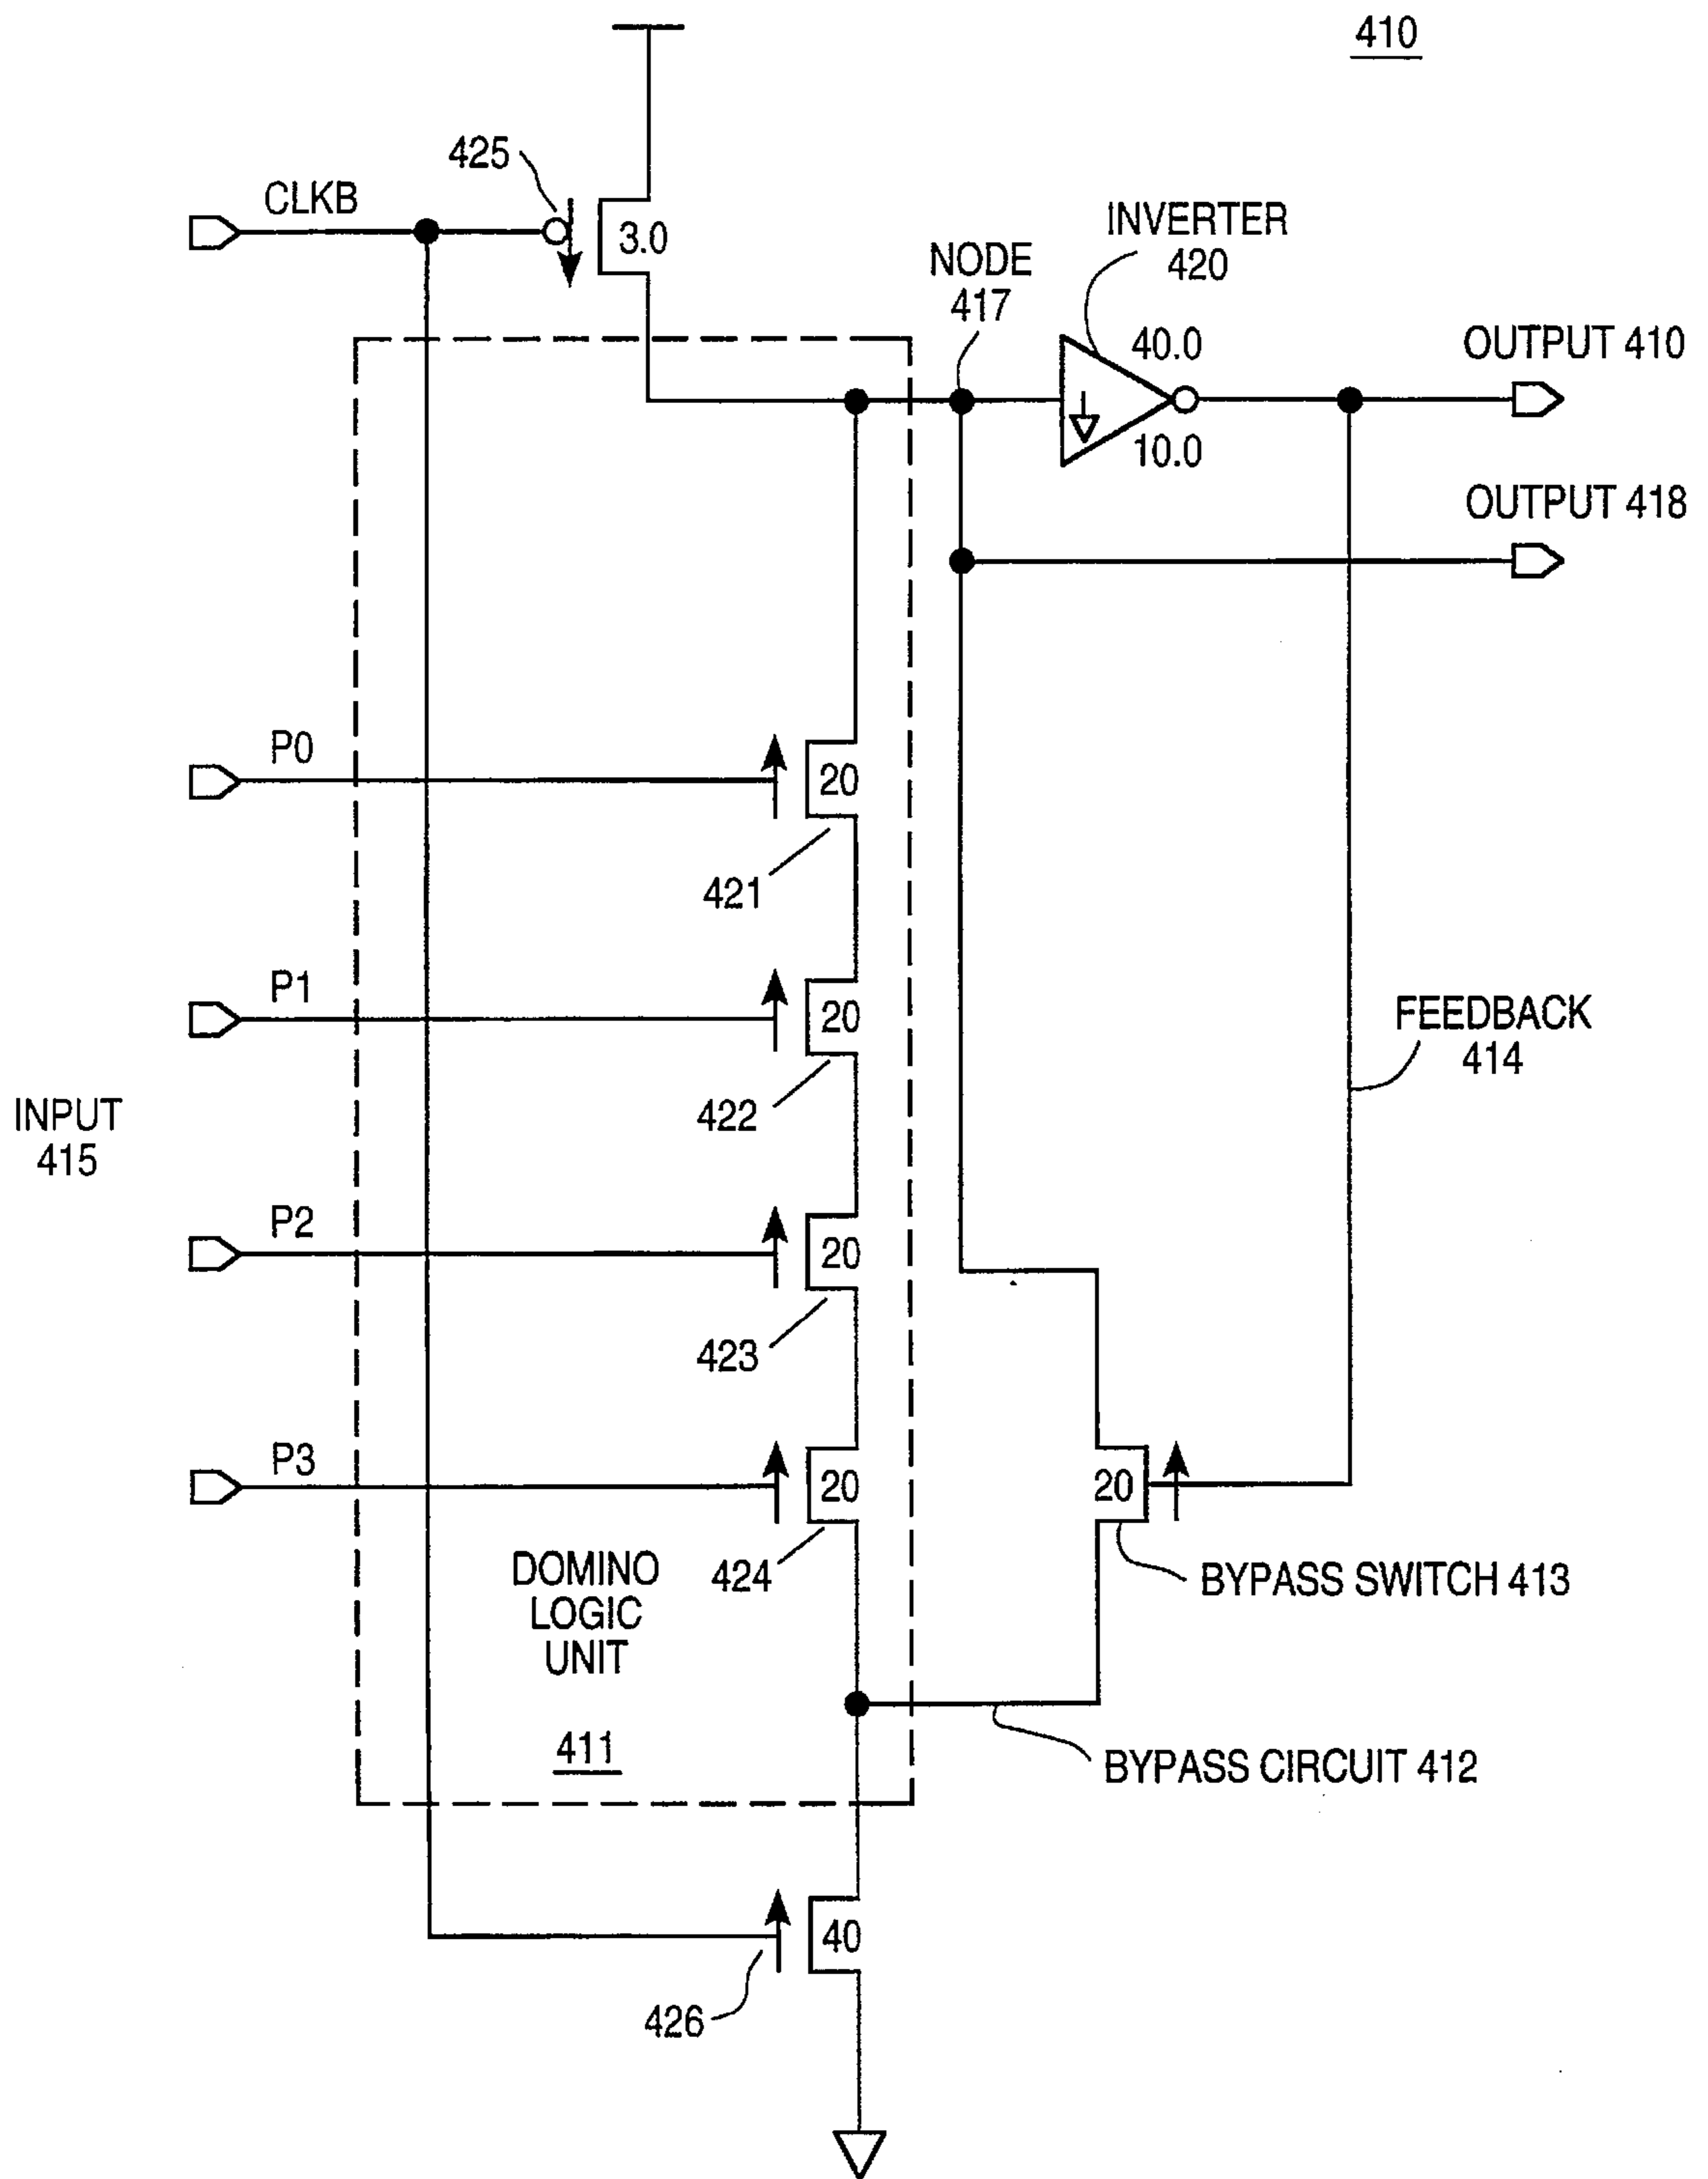 410
425
CLKB
3.0
INVERTER
420
NODE
417
40.0
10.0
OUTPUT 410
OUTPUT 418
P0
20
421
P1
20
422
FEEDBACK
414
INPUT
415
P2
20
423
P3
20
424
20
BYPASS SWITCH 413
DOMINO
LOGIC
UNIT
411
BYPASS CIRCUIT 412
40
426